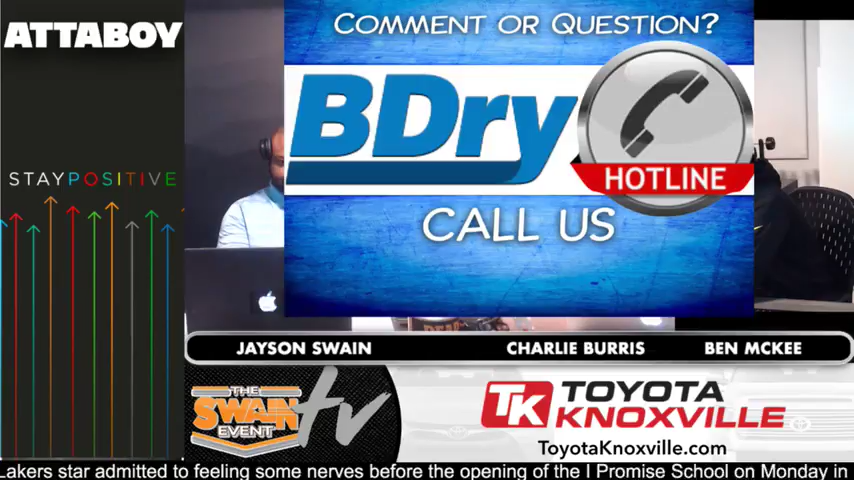 ATTABOY
STAYPOSITIVE
COMMENT OR QUESTION?
BDry
HOTLINE
CALL US
JAYSON SWAIN
CHARLIE BURRIS
BEN MCKEE
THE
SWAIN
EVENT
tv
TK TOYOTA
KNOXVILLE
ToyotaKnoxville.com
Lakers star admitted to feeling some nerves before the opening of the I Promise School on Monday in